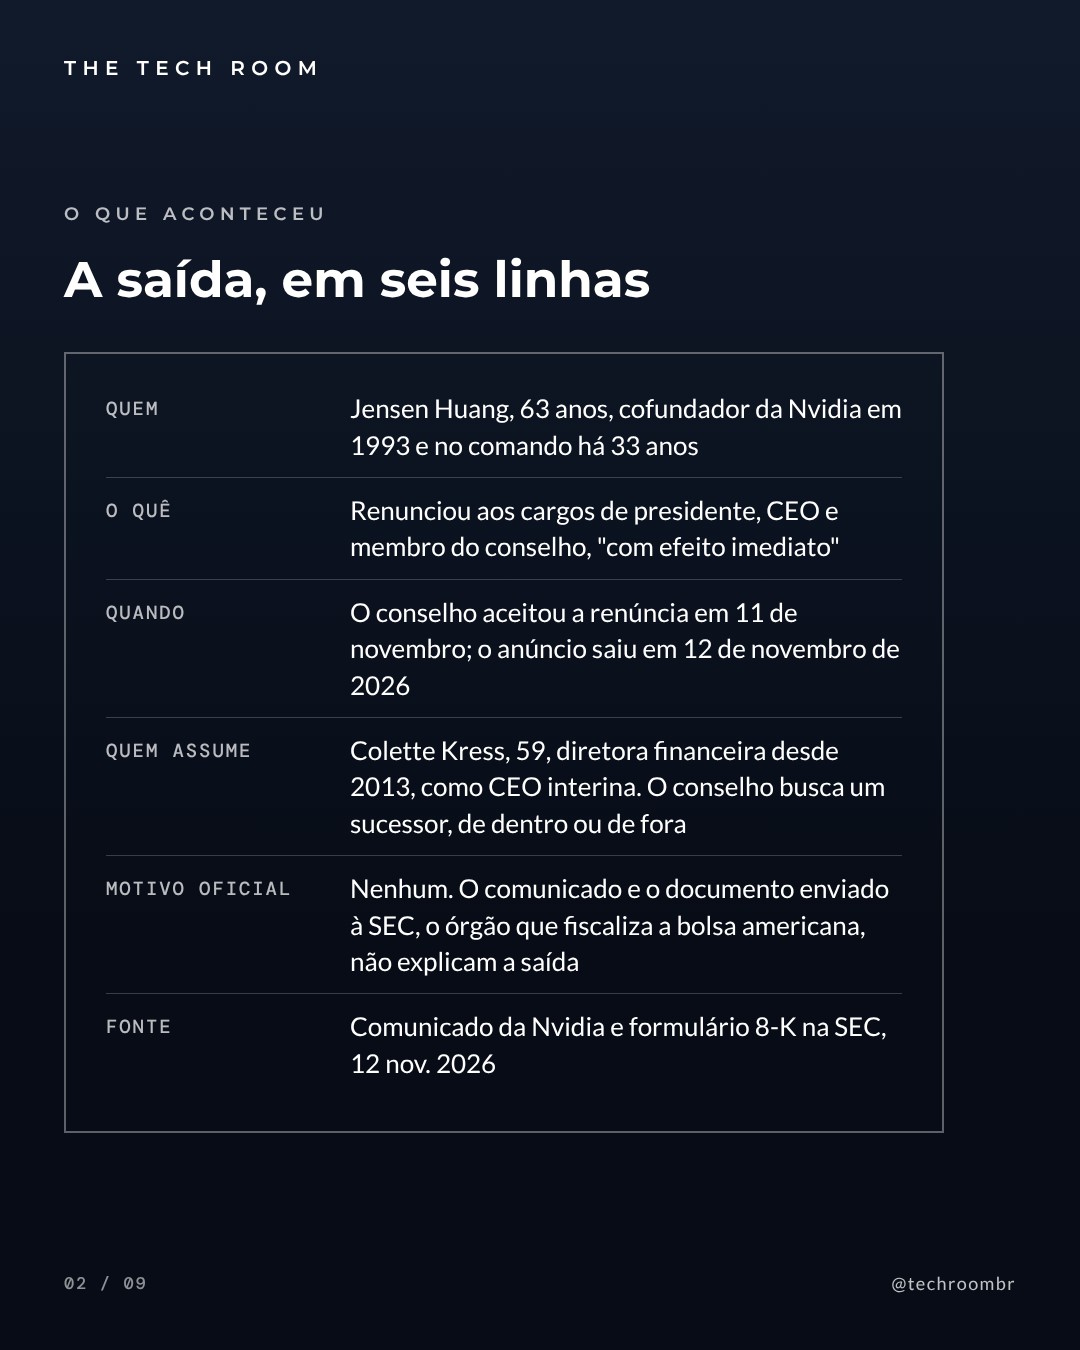 THE TECH ROOM
O QUE ACONTECEU
A saída, em seis linhas
QUEM
Jensen Huang, 63 anos, cofundador da Nvidia em
1993 e no comando há 33 anos
O QUÊ
Renunciou aos cargos de presidente, CEO e
membro do conselho, "com efeito imediato"
QUANDO
O conselho aceitou a renúncia em 11 de
novembro; o anúncio saiu em 12 de novembro de
2026
QUEM ASSUME
Colette Kress, 59, diretora financeira desde
2013, como CEO interina. O conselho busca um
sucessor, de dentro ou de fora
MOTIVO OFICIAL
Nenhum. O comunicado e o documento enviado
à SEC, o órgão que fiscaliza a bolsa americana,
não explicam a saída
FONTE
Comunicado da Nvidia e formulário 8-K na SEC,
12 nov. 2026
02 / 09
@techroombr